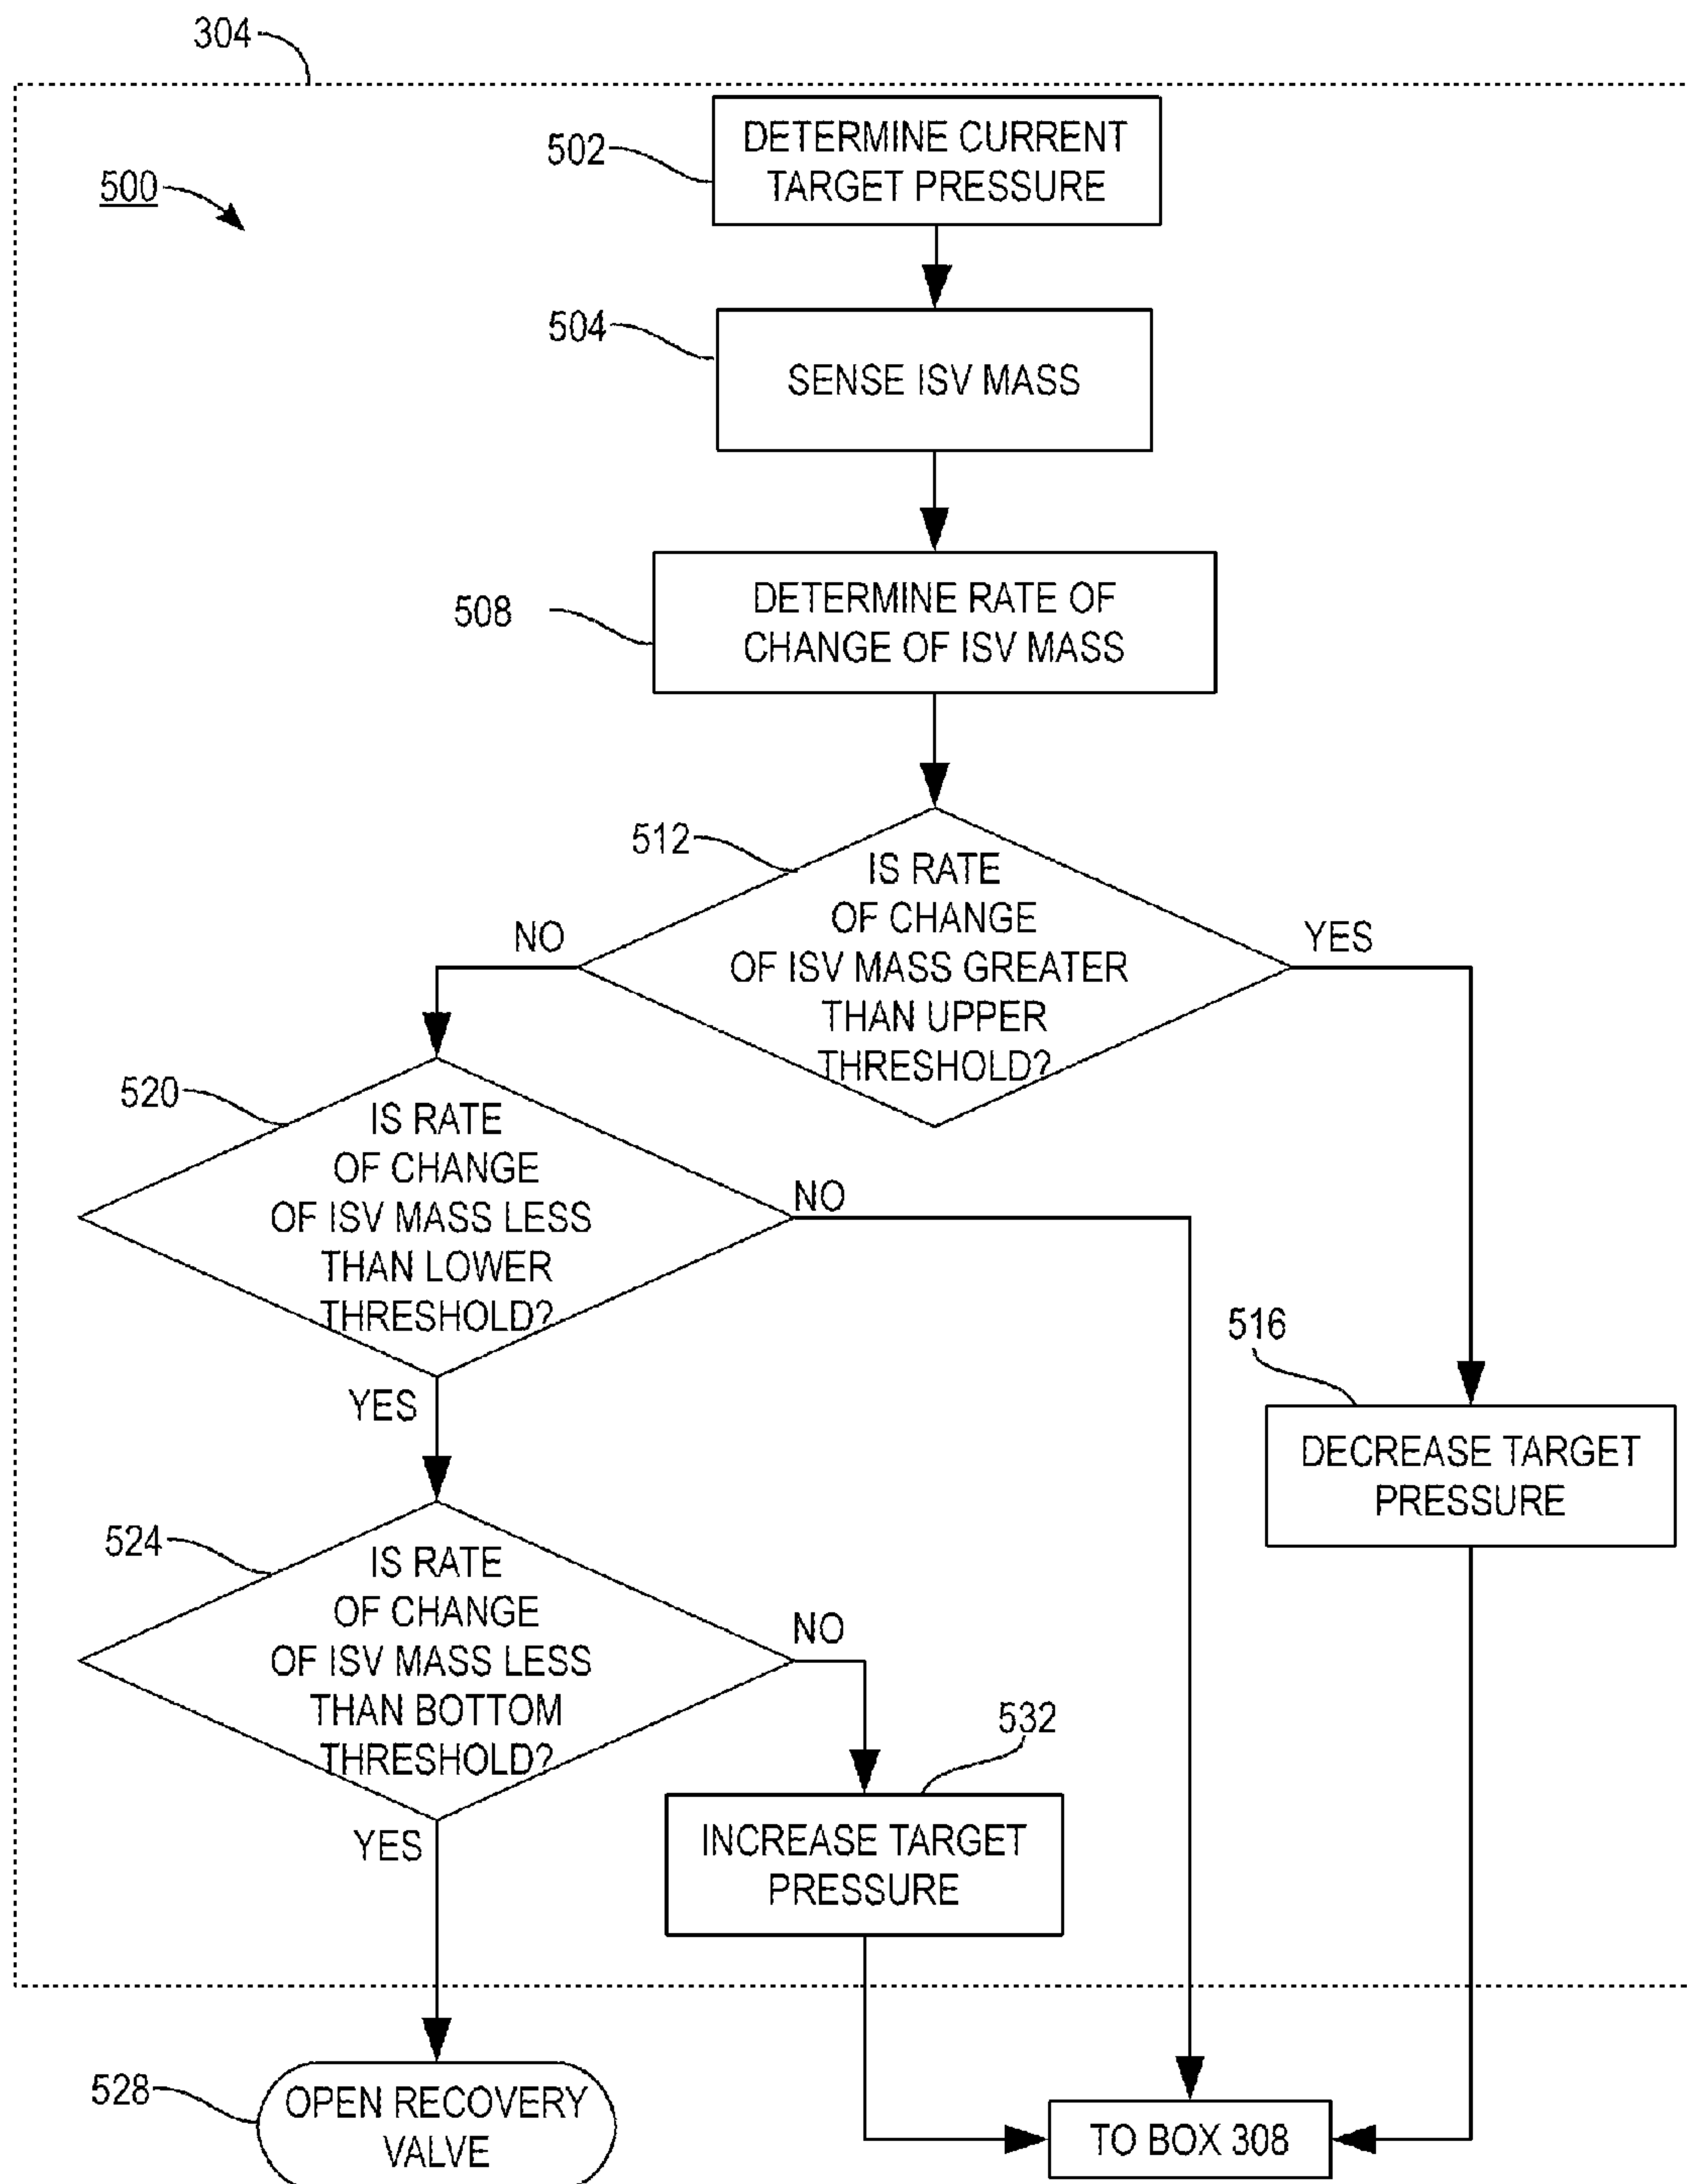 304
502
DETERMINE CURRENT
TARGET PRESSURE
500
504
SENSE ISV MASS
508
DETERMINE RATE OF
CHANGE OF ISV MASS
512
IS RATE
OF CHANGE
OF ISV MASS GREATER
THAN UPPER
THRESHOLD?
NO
YES
520
IS RATE
OF CHANGE
OF ISV MASS LESS
THAN LOWER
THRESHOLD?
NO
YES
516
DECREASE TARGET
PRESSURE
524
IS RATE
OF CHANGE
OF ISV MASS LESS
THAN BOTTOM
THRESHOLD?
NO
YES
532
INCREASE TARGET
PRESSURE
528
OPEN RECOVERY
VALVE
TO BOX 308